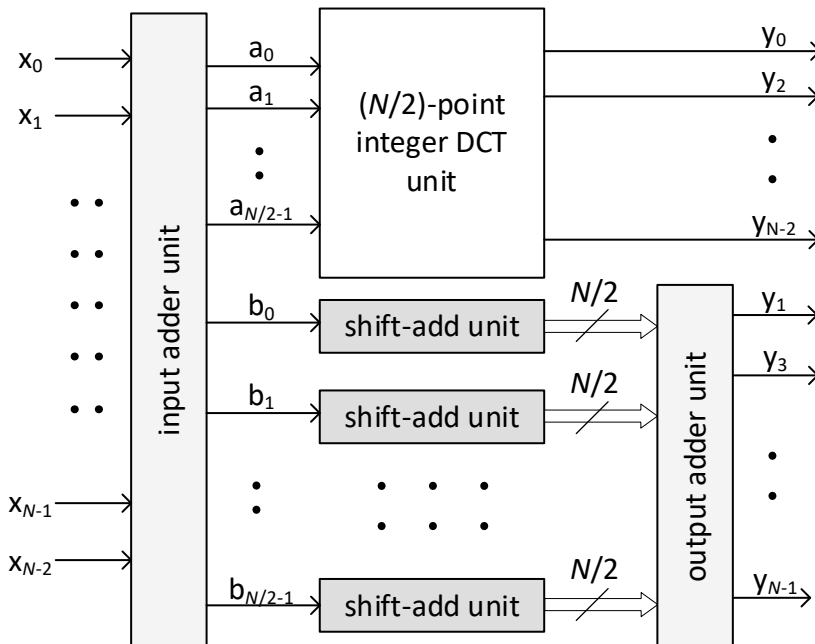 x0
x1
xN-1
xN-2
input adder unit
a0
a1
aN/2-1
b0
b1
bN/2-1
(N/2)-point
integer DCT
unit
shift-add unit
shift-add unit
shift-add unit
N/2
N/2
N/2
output adder unit
y0
y2
yN-2
y1
y3
yN-1